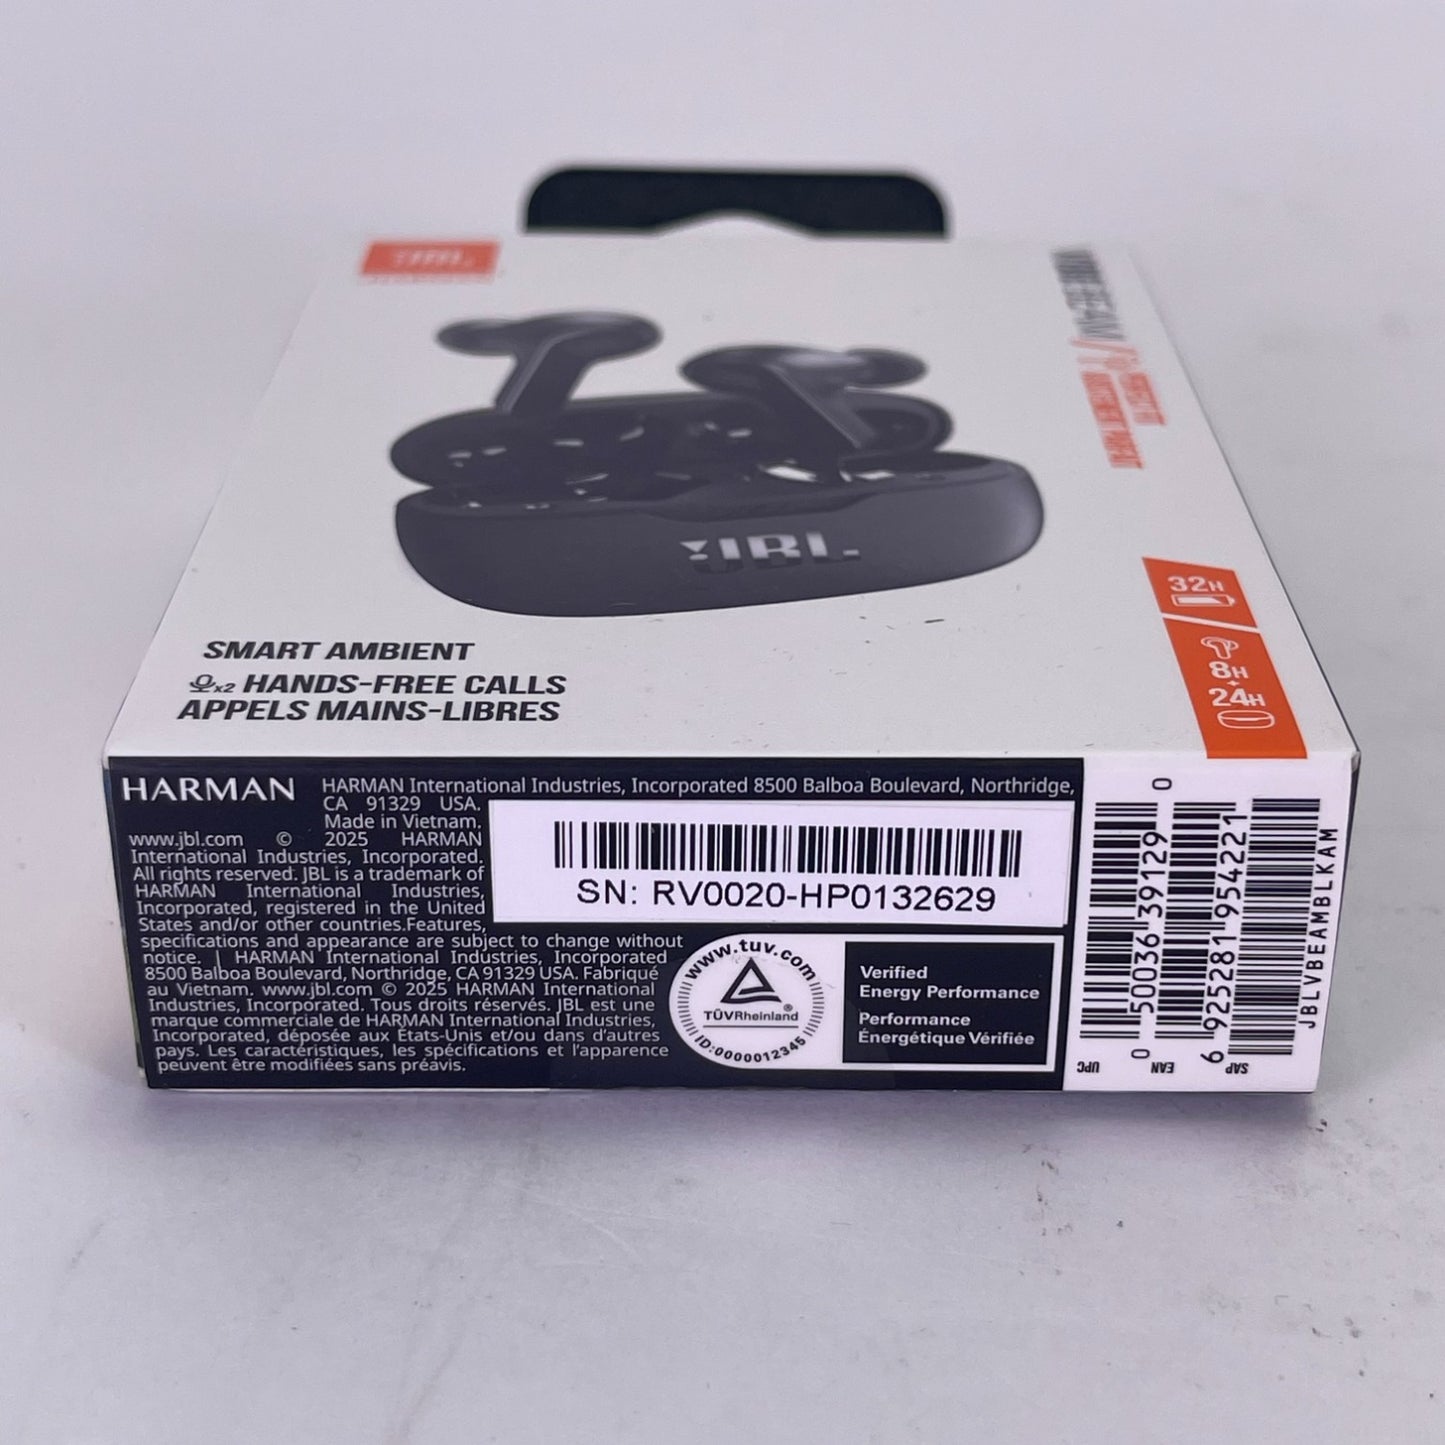 JBL
VIBE BEAM
JBL
32H
8H
+
24H
SMART AMBIENT
x2 HANDS-FREE CALLS
APPELS MAINS-LIBRES
HARMAN
HARMAN International Industries, Incorporated 8500 Balboa Boulevard, Northridge,
CA 91329 USA.
Made in Vietnam.
www.jbl.com © 2025 HARMAN
International Industries, Incorporated.
All rights reserved. JBL is a trademark of
HARMAN International Industries,
Incorporated, registered in the United
States and/or other countries.Features,
specifications and appearance are subject to change without
notice. | HARMAN International Industries, Incorporated
8500 Balboa Boulevard, Northridge, CA 91329 USA. Fabriqué
au Vietnam. www.jbl.com © 2025 HARMAN International
Industries, Incorporated. Tous droits réservés. JBL est une
marque commerciale de HARMAN International Industries,
Incorporated, déposée aux États-Unis et/ou dans d'autres
pays. Les caractéristiques, les spécifications et l'apparence
peuvent être modifiées sans préavis.
SN: RV0020-HP0132629
www.tuv.com
TÜVRheinland®
ID:0000012345
Verified
Energy Performance
Performance
Énergétique Vérifiée
0 50036 39129 0
UPC
6 925281 954221
EAN
JBLVBEAMBLKAM
SAP